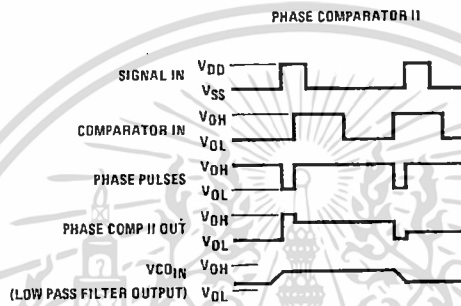 PHASE COMPARATOR II
SIGNAL IN
VDD
VSS
COMPARATOR IN
VOH
VOL
PHASE PULSES
VOH
VOL
PHASE COMP II OUT
VOH
VOL
VCOIN
(LOW PASS FILTER OUTPUT)
VOH
VOL